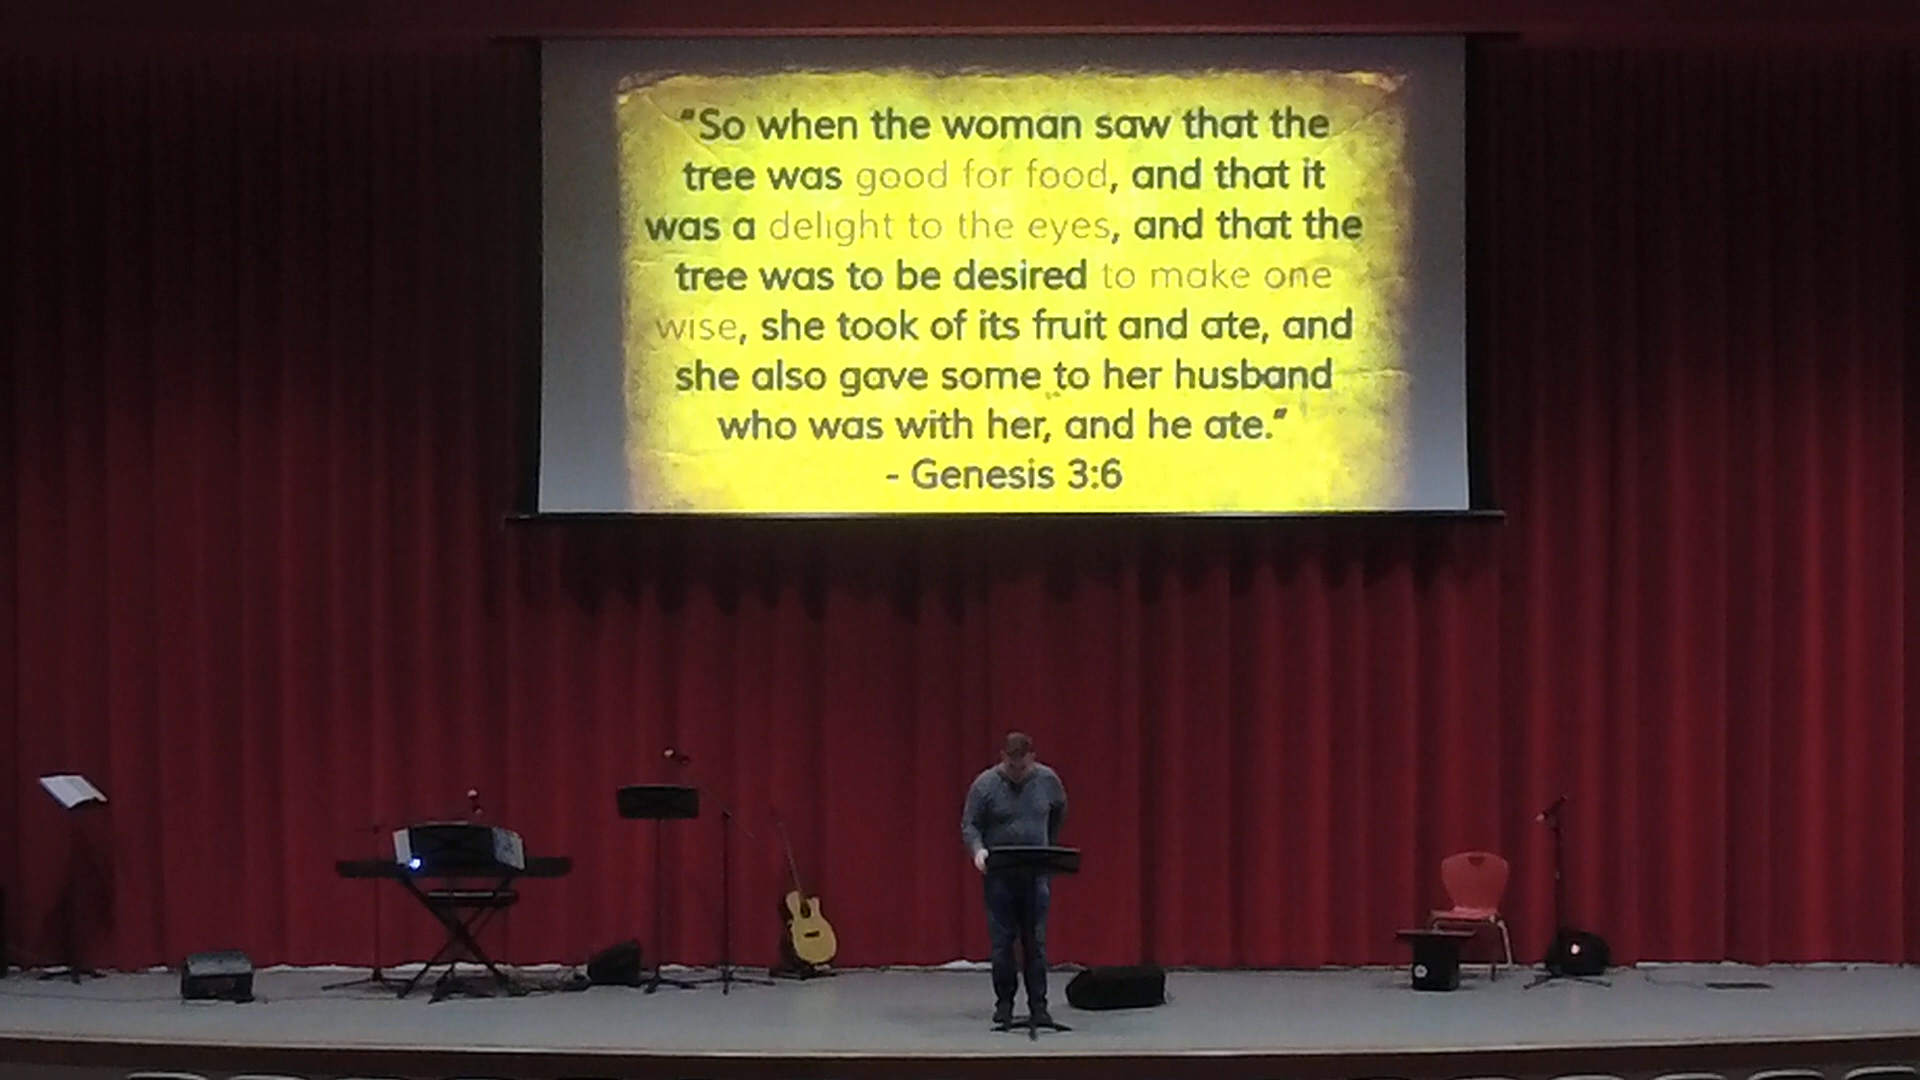 “So when the woman saw that the
tree was good for food, and that it
was a delight to the eyes, and that the
tree was to be desired to make one
wise, she took of its fruit and ate, and
she also gave some to her husband
who was with her, and he ate.”
- Genesis 3:6